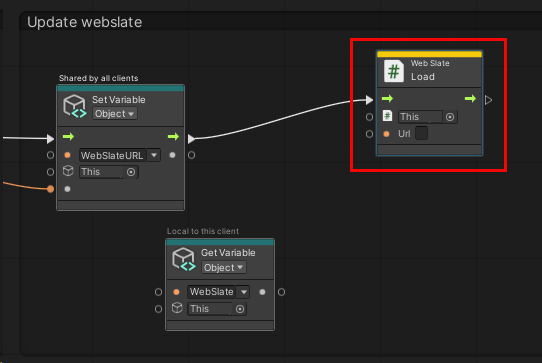 Update webslate
Web Slate
Load
This
Url
Shared by all clients
Set Variable
Object
WebSlateURL
This
Local to this client
Get Variable
Object
WebSlate
This